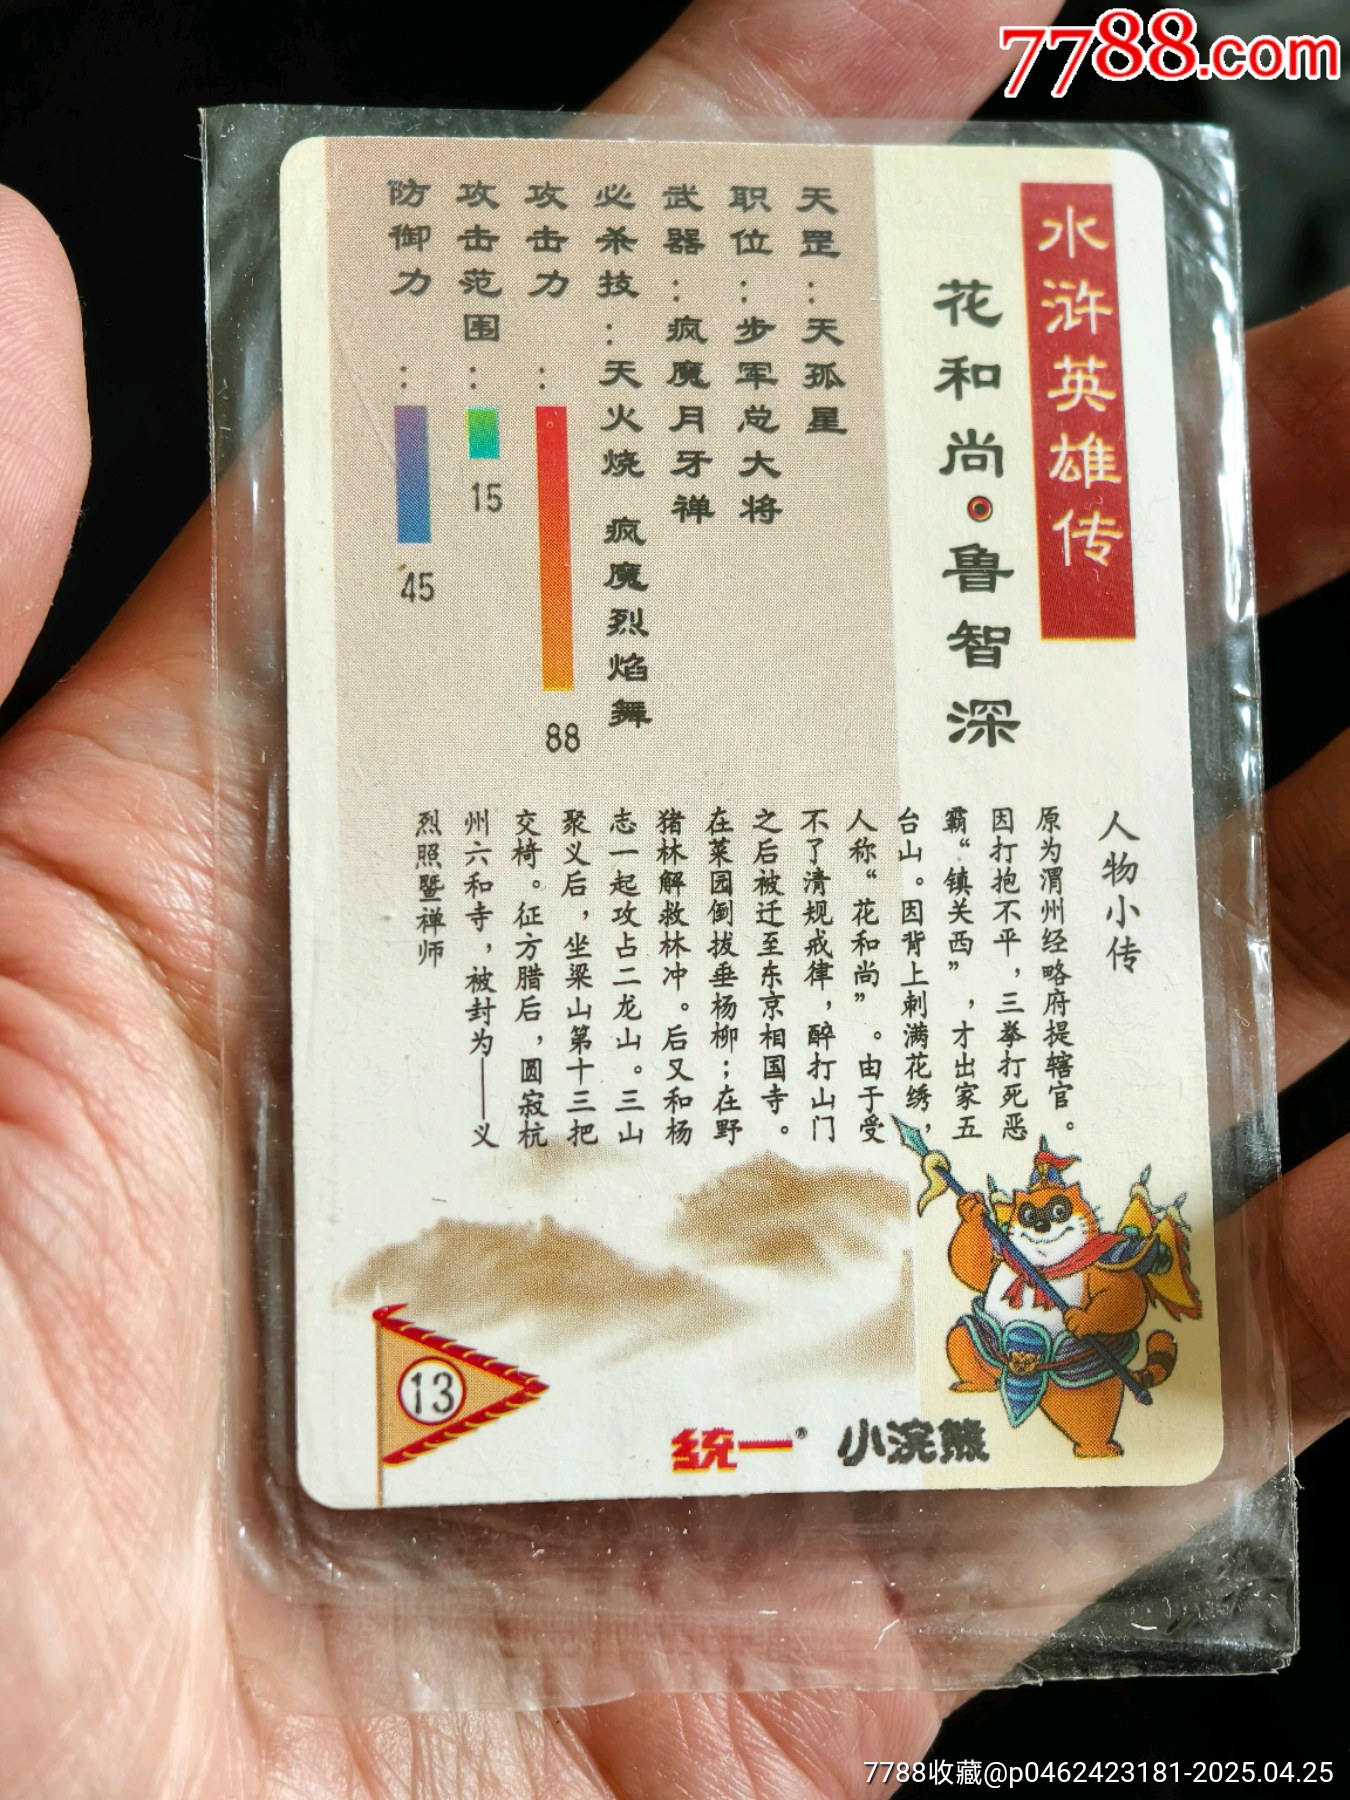 7788.com
水浒英雄传
花和尚·鲁智深
天罡：天孤星
职位：步军总大将
武器：疯魔月牙禅
必杀技：天火烧 疯魔烈焰舞
攻击力：88
攻击范围：15
防御力：45
人物小传
原为渭州经略府提辖官。
因打抱不平，三拳打死恶
霸“镇关西”，才出家五
台山。因背上刺满花绣，
人称“花和尚”。由于受
不了清规戒律，醉打山门
之后被迁至东京相国寺。
在菜园倒拔垂杨柳；在野
猪林解救林冲。后又和杨
志一起攻占二龙山。三山
聚义后，坐梁山第十三把
交椅。征方腊后，圆寂杭
州六和寺，被封为——义
烈照暨禅师
13
统一® 小浣熊
7788收藏@p0462423181-2025.04.25